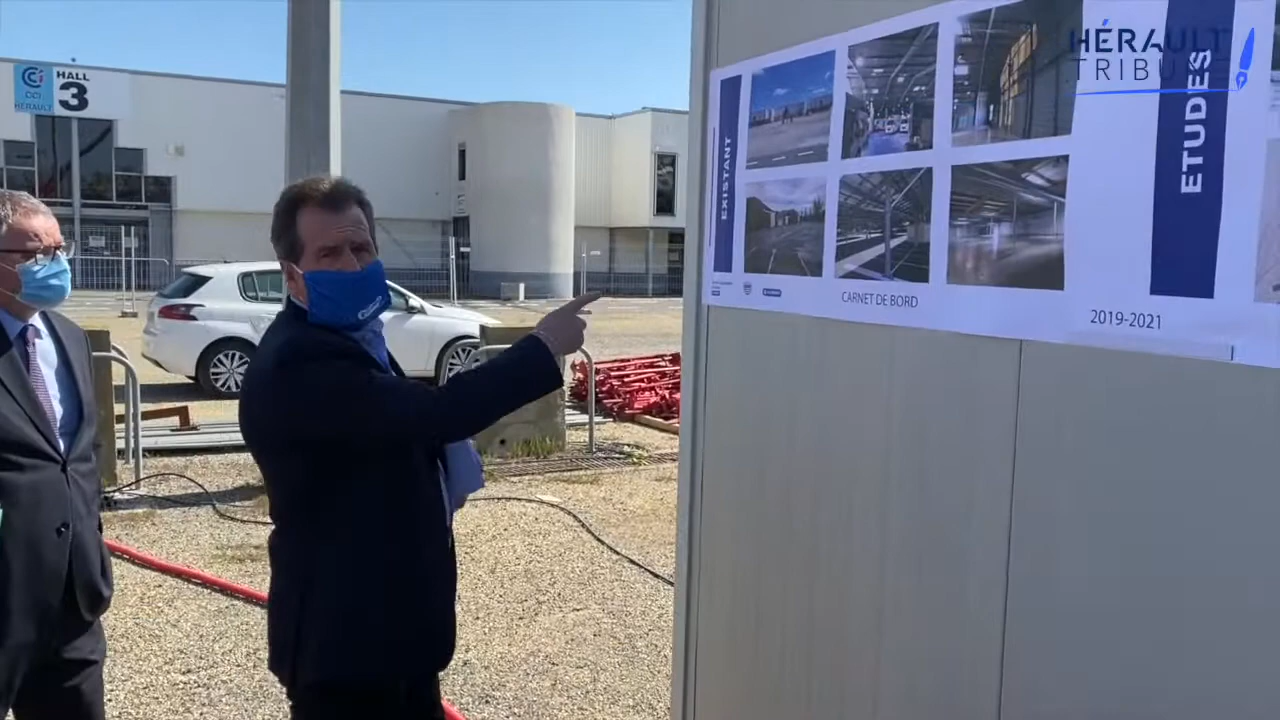 CCI
HÉRAULT
HALL
3
HÉRAULT
TRIBUNE
EXISTANT
ETUDES
CARNET DE BORD
2019-2021